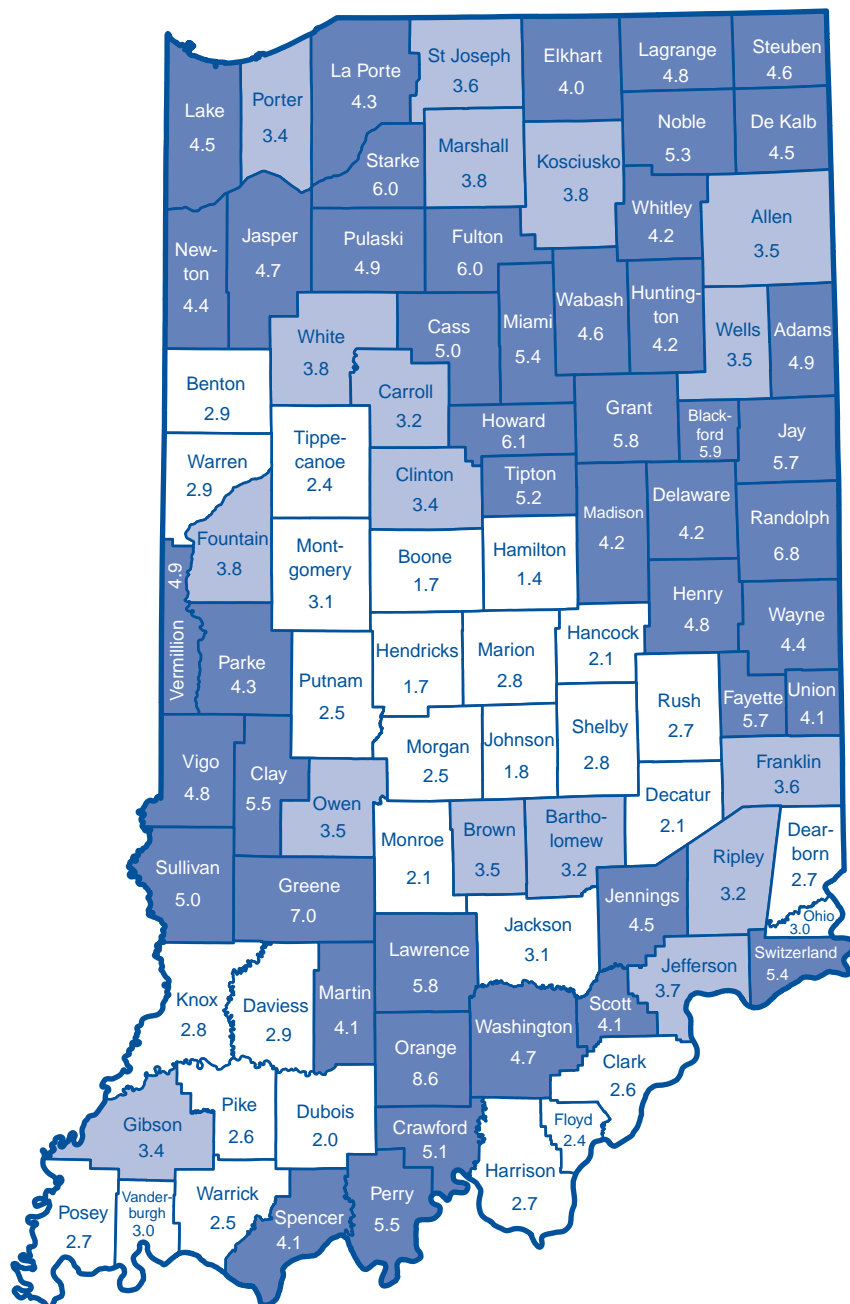 St Joseph
3.6
Elkhart
4.0
Lagrange
4.8
Steuben
4.6
La Porte
4.3
Porter
3.4
Lake
4.5
Noble
5.3
De Kalb
4.5
Marshall
3.8
Starke
6.0
Kosciusko
3.8
Whitley
4.2
Allen
3.5
New-
ton
4.4
Jasper
4.7
Pulaski
4.9
Fulton
6.0
Miami
5.4
Wabash
4.6
Hunting-
ton
4.2
Wells
3.5
Adams
4.9
White
3.8
Cass
5.0
Benton
2.9
Carroll
3.2
Howard
6.1
Grant
5.8
Black-
ford
5.9
Jay
5.7
Warren
2.9
Tippe-
canoe
2.4
Clinton
3.4
Tipton
5.2
Madison
4.2
Delaware
4.2
Randolph
6.8
Fountain
3.8
Mont-
gomery
3.1
Boone
1.7
Hamilton
1.4
Vermillion
4.9
Henry
4.8
Wayne
4.4
Parke
4.3
Putnam
2.5
Hendricks
1.7
Marion
2.8
Hancock
2.1
Rush
2.7
Fayette
5.7
Union
4.1
Vigo
4.8
Clay
5.5
Owen
3.5
Morgan
2.5
Johnson
1.8
Shelby
2.8
Franklin
3.6
Decatur
2.1
Monroe
2.1
Brown
3.5
Bartho-
lomew
3.2
Ripley
3.2
Dear-
born
2.7
Sullivan
5.0
Greene
7.0
Jennings
4.5
Ohio
3.0
Jackson
3.1
Lawrence
5.8
Jefferson
3.7
Switzerland
5.4
Knox
2.8
Daviess
2.9
Martin
4.1
Scott
4.1
Washington
4.7
Orange
8.6
Clark
2.6
Gibson
3.4
Pike
2.6
Dubois
2.0
Crawford
5.1
Floyd
2.4
Harrison
2.7
Posey
2.7
Vander-
burgh
3.0
Warrick
2.5
Spencer
4.1
Perry
5.5